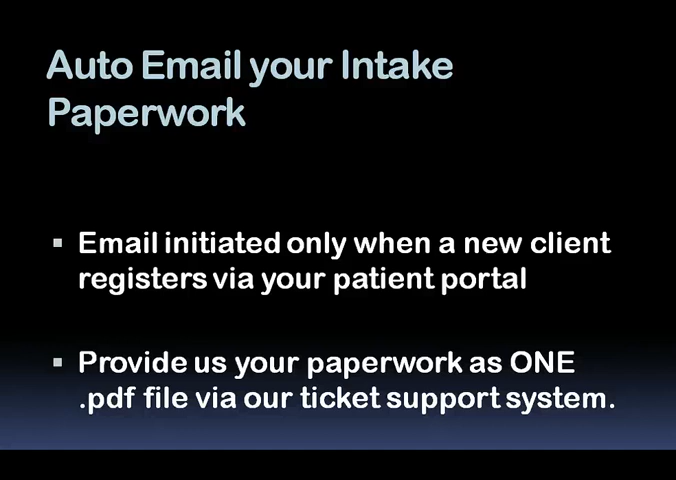 Auto Email your Intake
Paperwork
Email initiated only when a new client
registers via your patient portal
Provide us your paperwork as ONE
.pdf file via our ticket support system.